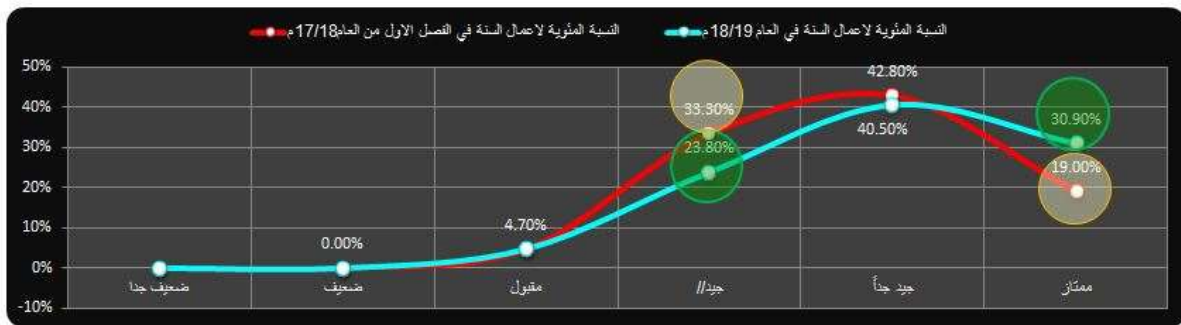 النسبة المئوية لاعمال السنة في العام 18/19م
النسبة المئوية لاعمال السنة في الفصل الاول من العام17/18م
50%
40%
30%
20%
10%
0%
-10%
0.00%
4.70%
33.30%
23.80%
42.80%
40.50%
30.90%
19.00%
ضعيف جدا
ضعيف
مقبول
جيد//
جيد جداً
ممتاز